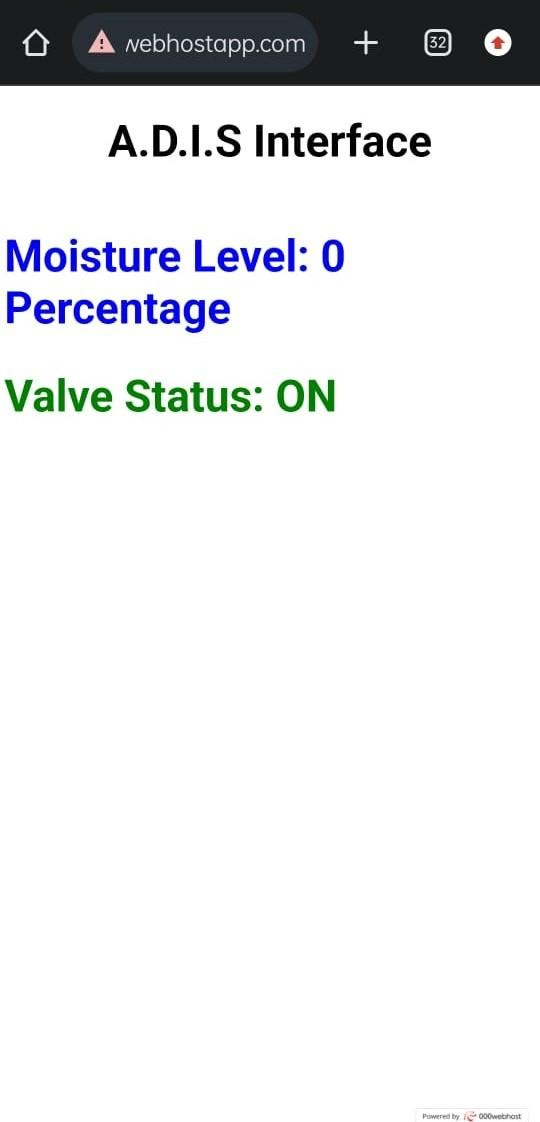 webhostapp.com
32
A.D.I.S Interface
Moisture Level: 0
Percentage
Valve Status: ON
Powered by 000webhost